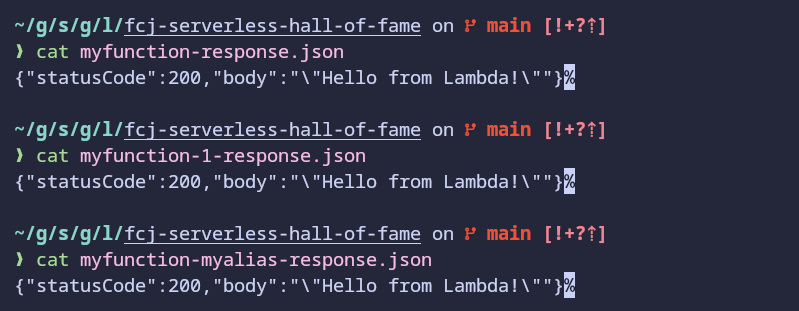 ~/g/s/g/l/fcj-serverless-hall-of-fame on  main [!+?⇡]
❯ cat myfunction-response.json
{"statusCode":200,"body":"\"Hello from Lambda!\""}%
~/g/s/g/l/fcj-serverless-hall-of-fame on  main [!+?⇡]
❯ cat myfunction-1-response.json
{"statusCode":200,"body":"\"Hello from Lambda!\""}%
~/g/s/g/l/fcj-serverless-hall-of-fame on  main [!+?⇡]
❯ cat myfunction-myalias-response.json
{"statusCode":200,"body":"\"Hello from Lambda!\""}%